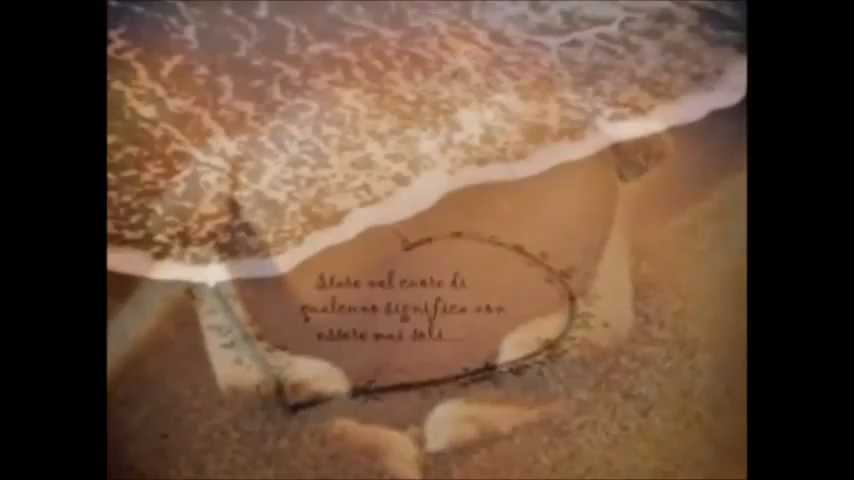 Stare nel cuore di
qualcuno significa non
essere mai soli...